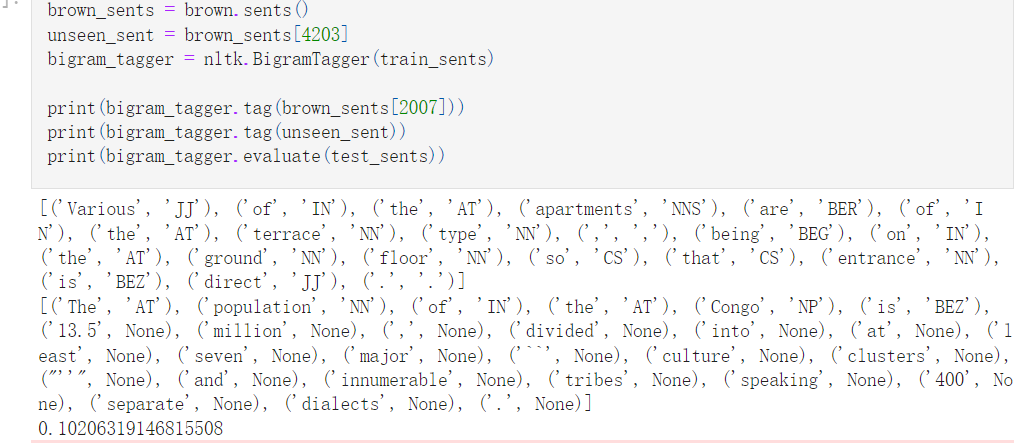 brown_sents = brown.sents()
unseen_sent = brown_sents[4203]
bigram_tagger = nltk.BigramTagger(train_sents)
print(bigram_tagger.tag(brown_sents[2007]))
print(bigram_tagger.tag(unseen_sent))
print(bigram_tagger.evaluate(test_sents))
[('Various', 'JJ'), ('of', 'IN'), ('the', 'AT'), ('apartments', 'NNS'), ('are', 'BER'), ('of', 'I
N'), ('the', 'AT'), ('terrace', 'NN'), ('type', 'NN'), (',', ','), ('being', 'BEG'), ('on', 'IN'),
('the', 'AT'), ('ground', 'NN'), ('floor', 'NN'), ('so', 'CS'), ('that', 'CS'), ('entrance', 'NN'),
('is', 'BEZ'), ('direct', 'JJ'), ('.', '.')]
[('The', 'AT'), ('population', 'NN'), ('of', 'IN'), ('the', 'AT'), ('Congo', 'NP'), ('is', 'BEZ'),
('13.5', None), ('million', None), (',', None), ('divided', None), ('into', None), ('at', None), ('l
east', None), ('seven', None), ('major', None), ('``', None), ('culture', None), ('clusters', None),
("''", None), ('and', None), ('innumerable', None), ('tribes', None), ('speaking', None), ('400', No
ne), ('separate', None), ('dialects', None), ('.', None)]
0.10206319146815508